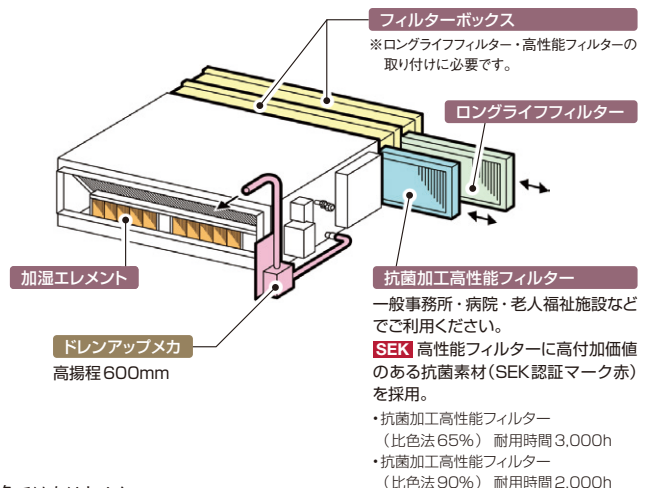 フィルターボックス
※ロングライフフィルター・高性能フィルターの
取り付けに必要です。
ロングライフフィルター
加湿エレメント
抗菌加工高性能フィルター
一般事務所・病院・老人福祉施設など
でご利用ください。
SEK 高性能フィルターに高付加価値
のある抗菌素材(SEK認証マーク赤)
を採用。
・抗菌加工高性能フィルター
(比色法65%) 耐用時間3,000h
・抗菌加工高性能フィルター
(比色法90%) 耐用時間2,000h
ドレンアップメカ
高揚程600mm